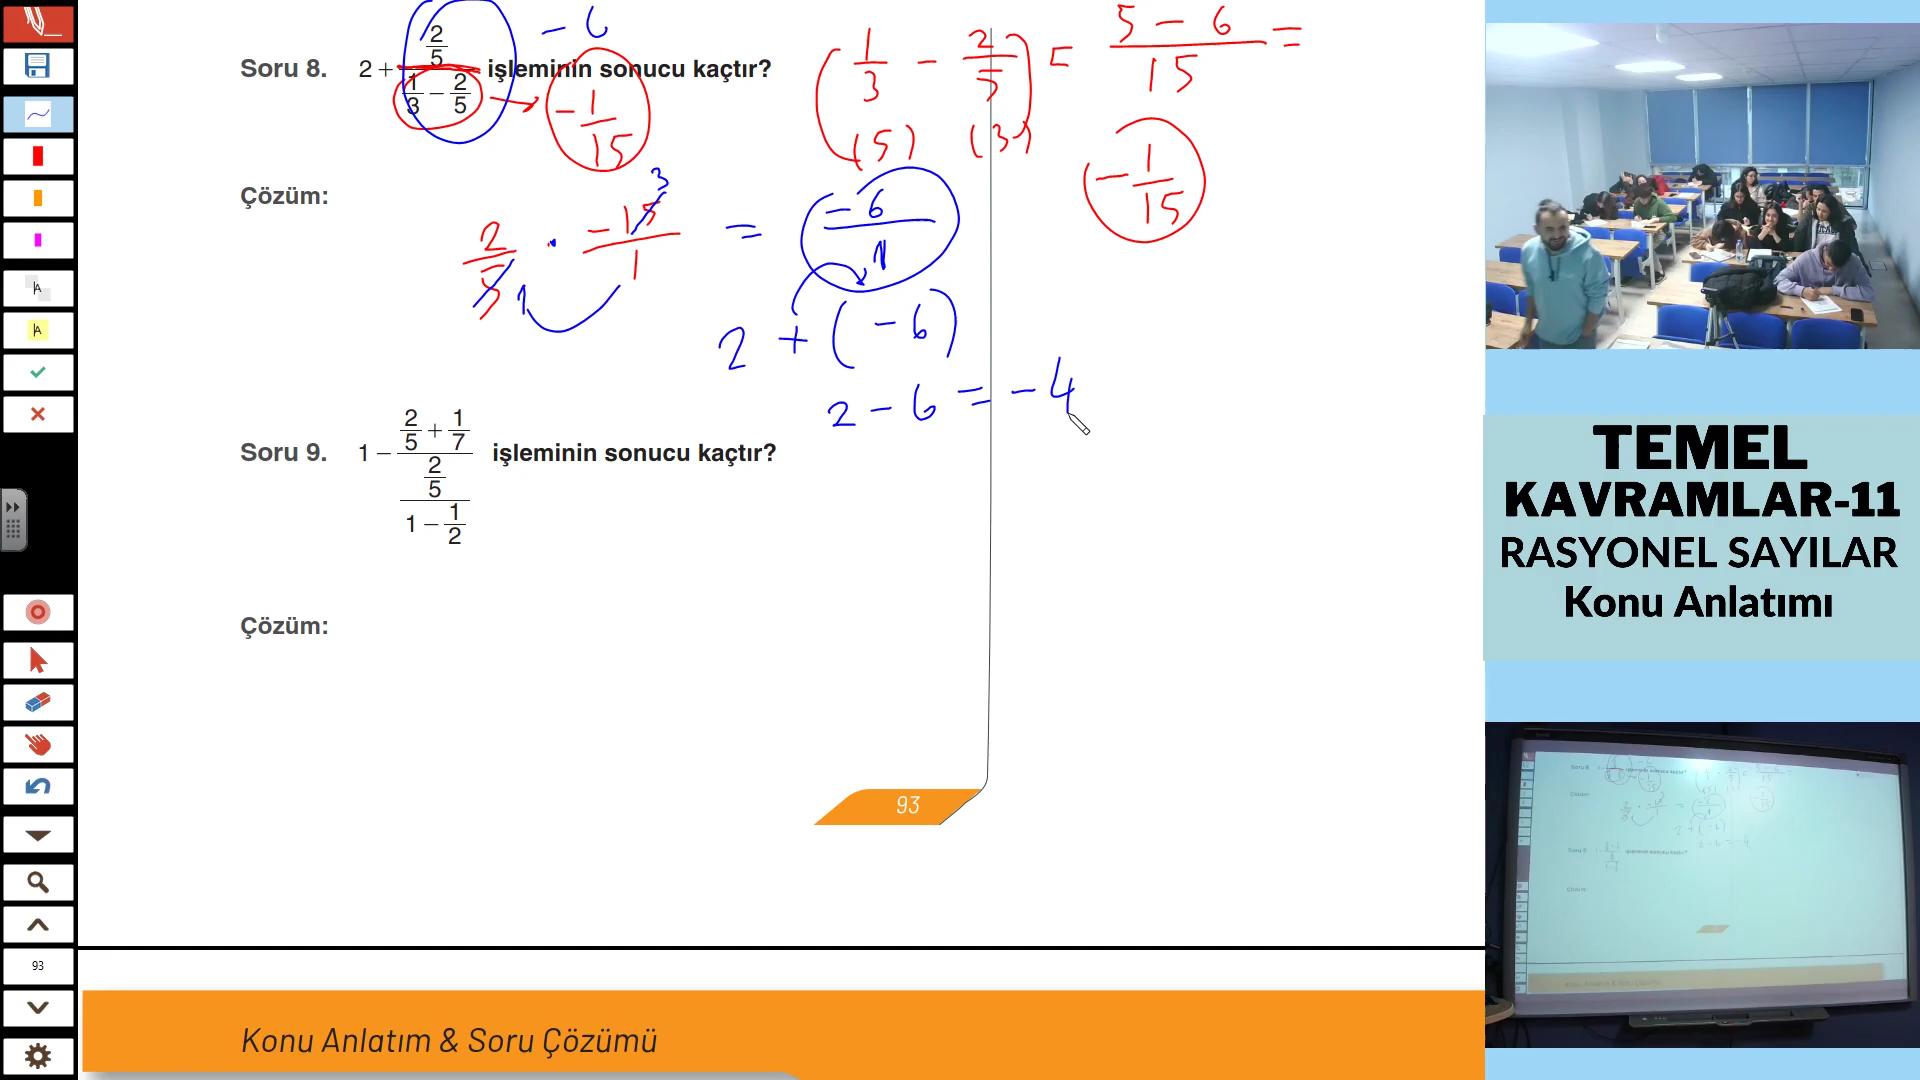 Soru 8. 2 + (2/5)/(1/3 − 2/5) işleminin sonucu kaçtır?
− 6
− 1/15
(1/3 − 2/5) =
(5) (3)
5 − 6 / 15 =
− 1/15
Çözüm:
2/5 · −15/1 = −6/1
3
1
2 + (− 6)
2 − 6 = − 4
Soru 9. 1 − (2/5 + 1/7)/((2/5)/(1 − 1/2)) işleminin sonucu kaçtır?
Çözüm:
93
Konu Anlatım & Soru Çözümü
93
TEMEL
KAVRAMLAR-11
RASYONEL SAYILAR
Konu Anlatımı